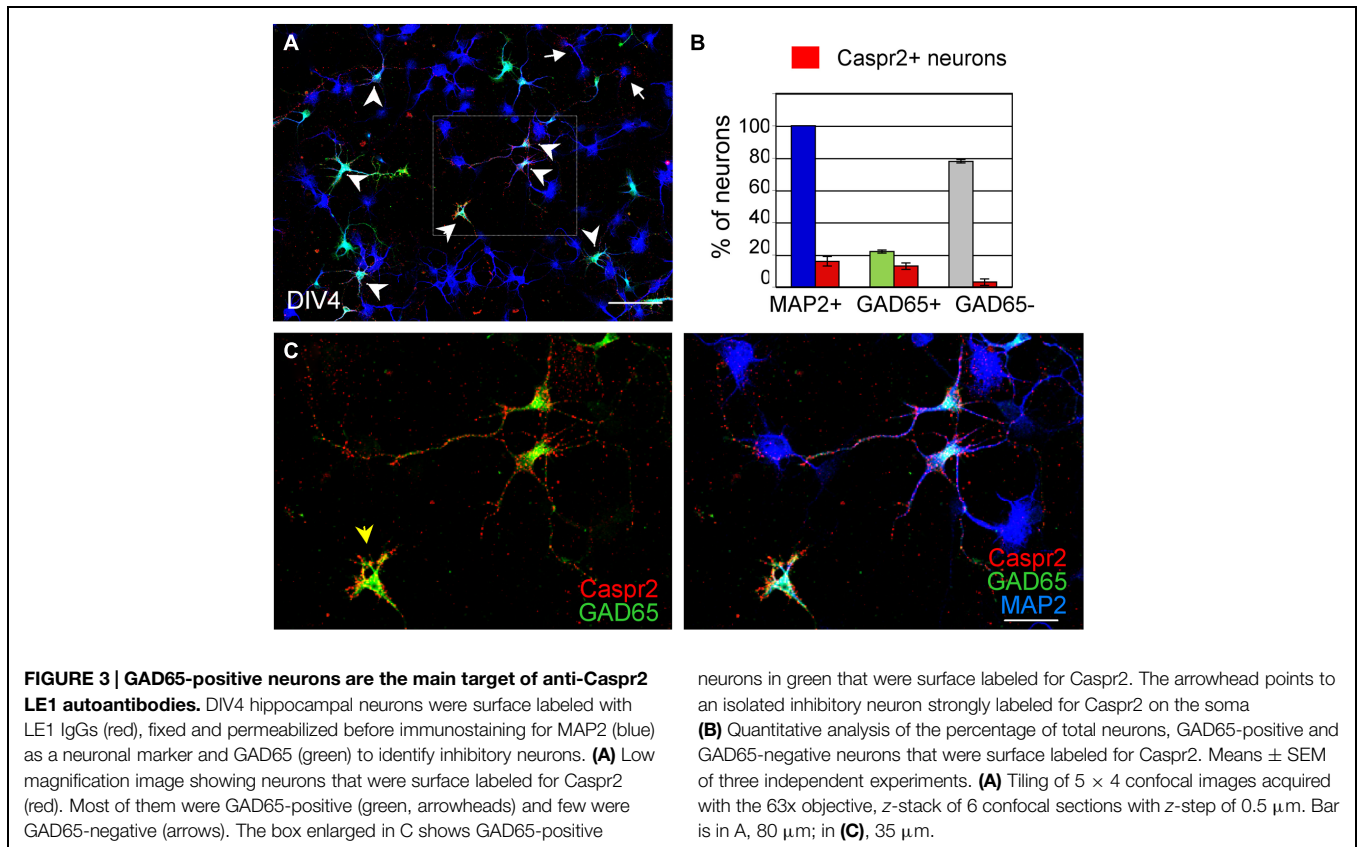 A
DIV4
B
Caspr2+ neurons
% of neurons
100
80
60
40
20
0
MAP2+ GAD65+ GAD65-
C
Caspr2
GAD65
Caspr2
GAD65
MAP2
FIGURE 3 | GAD65-positive neurons are the main target of anti-Caspr2
LE1 autoantibodies. DIV4 hippocampal neurons were surface labeled with
LE1 IgGs (red), fixed and permeabilized before immunostaining for MAP2 (blue)
as a neuronal marker and GAD65 (green) to identify inhibitory neurons. (A) Low
magnification image showing neurons that were surface labeled for Caspr2
(red). Most of them were GAD65-positive (green, arrowheads) and few were
GAD65-negative (arrows). The box enlarged in C shows GAD65-positive
neurons in green that were surface labeled for Caspr2. The arrowhead points to
an isolated inhibitory neuron strongly labeled for Caspr2 on the soma
(B) Quantitative analysis of the percentage of total neurons, GAD65-positive and
GAD65-negative neurons that were surface labeled for Caspr2. Means ± SEM
of three independent experiments. (A) Tiling of 5 × 4 confocal images acquired
with the 63x objective, z-stack of 6 confocal sections with z-step of 0.5 μm. Bar
is in A, 80 μm; in (C), 35 μm.